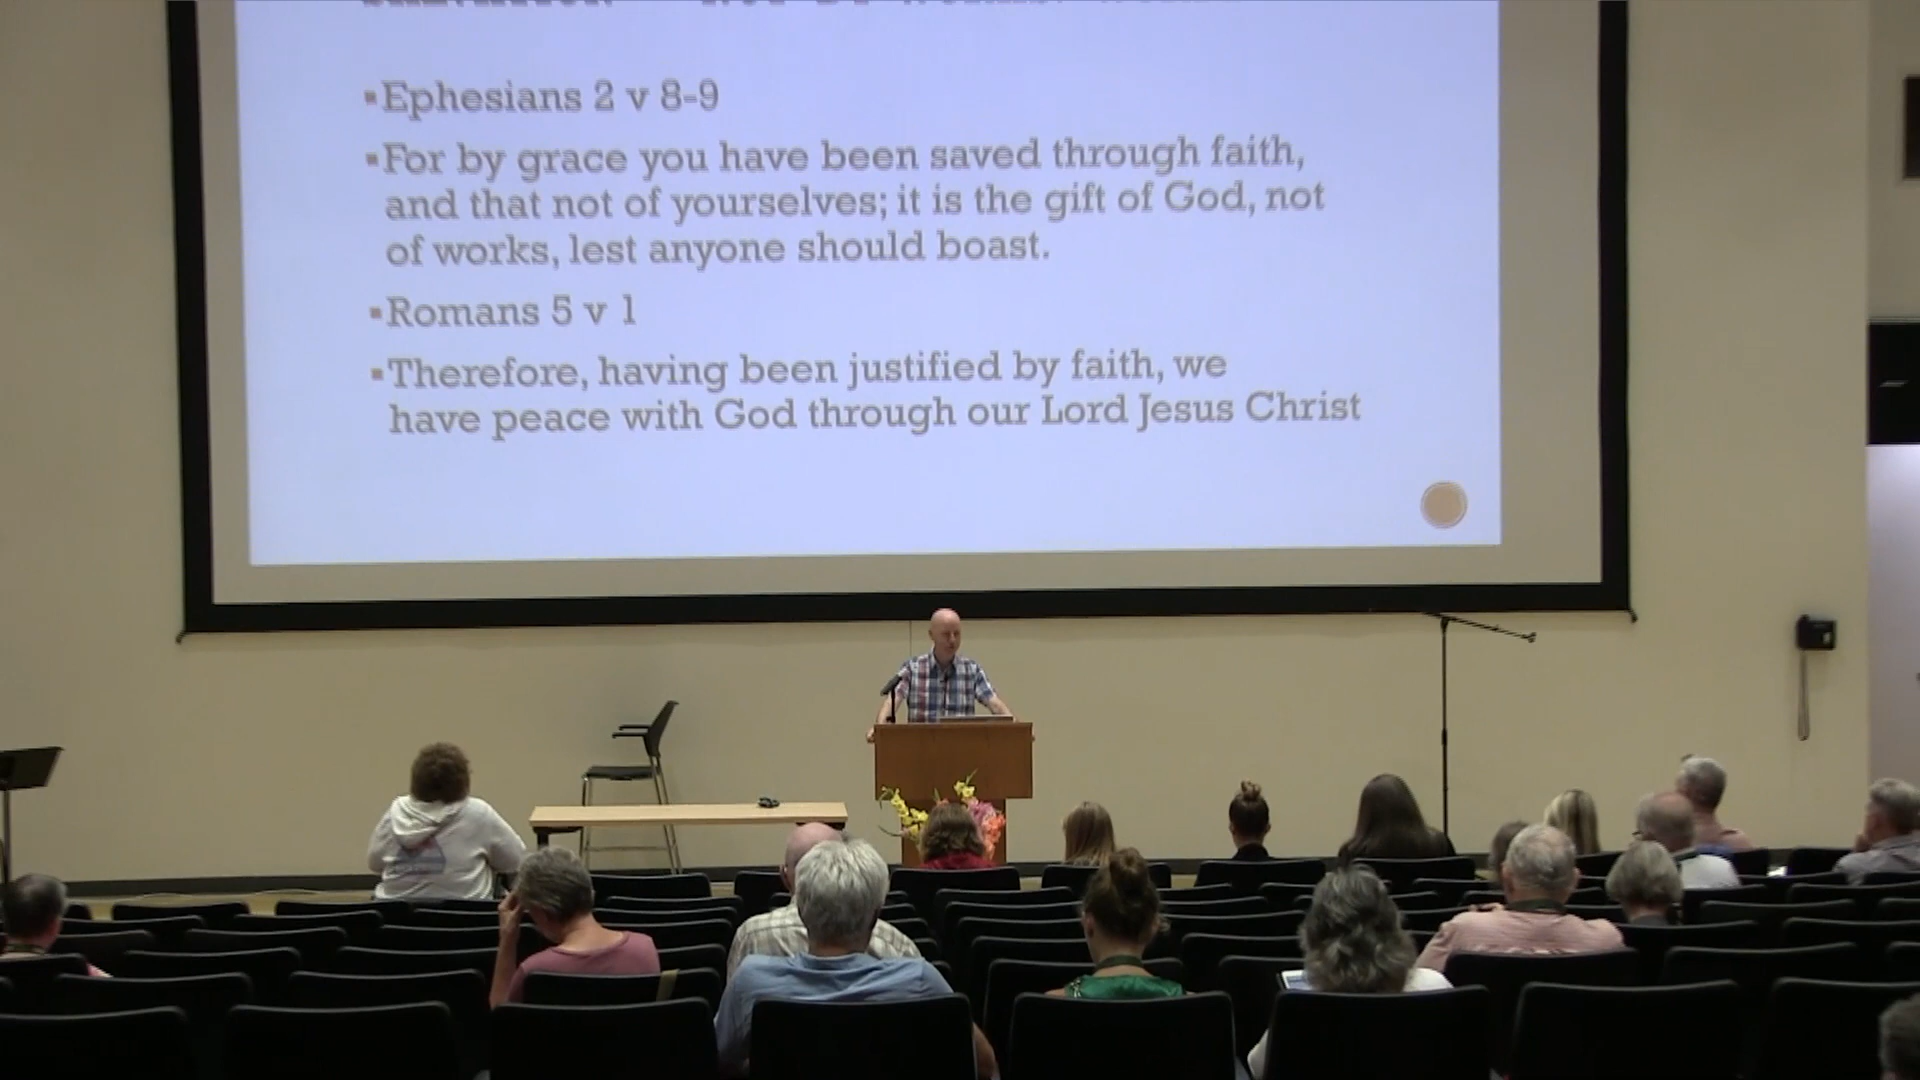 ▪Ephesians 2 v 8-9
▪For by grace you have been saved through faith,
and that not of yourselves; it is the gift of God, not
of works, lest anyone should boast.
▪Romans 5 v 1
▪Therefore, having been justified by faith, we
have peace with God through our Lord Jesus Christ